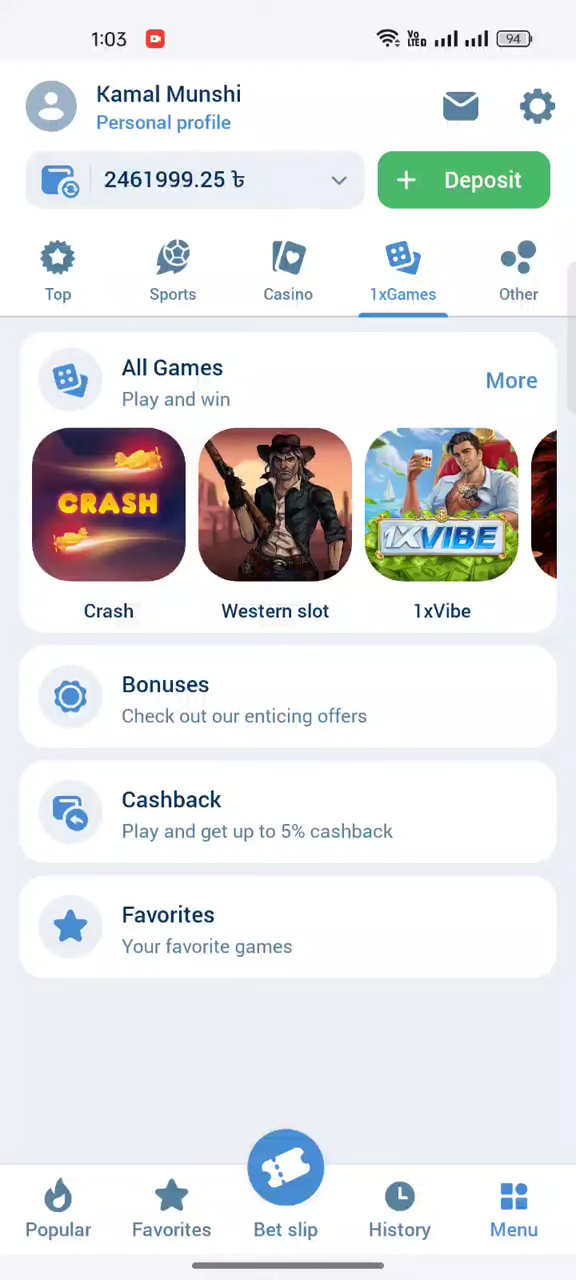 1:03
Vo
LTE
94
Kamal Munshi
Personal profile
2461999.25 ৳
+ Deposit
Top
Sports
Casino
1xGames
Other
All Games
Play and win
More
CRASH
1XVIBE
Crash
Western slot
1xVibe
Bonuses
Check out our enticing offers
Cashback
Play and get up to 5% cashback
Favorites
Your favorite games
Popular
Favorites
Bet slip
History
Menu